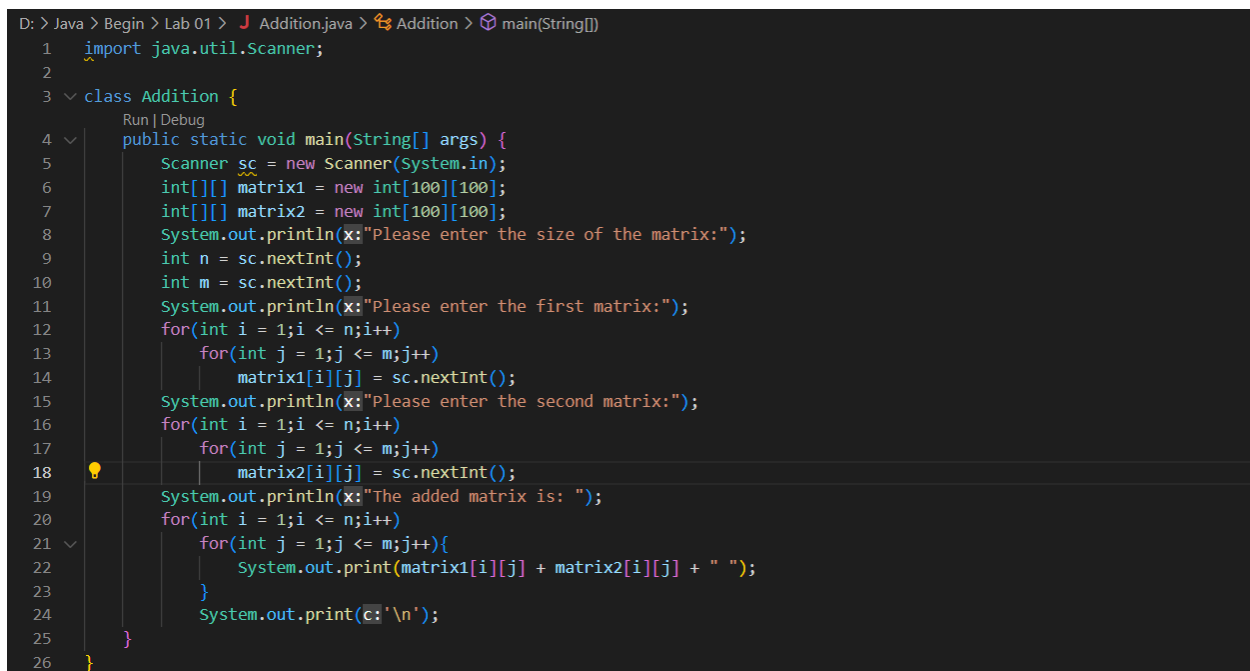 D: > Java > Begin > Lab 01 > J Addition.java > Addition > main(String[])
1 import java.util.Scanner;
2
3 class Addition {
Run | Debug
4 public static void main(String[] args) {
5 Scanner sc = new Scanner(System.in);
6 int[][] matrix1 = new int[100][100];
7 int[][] matrix2 = new int[100][100];
8 System.out.println(x:"Please enter the size of the matrix:");
9 int n = sc.nextInt();
10 int m = sc.nextInt();
11 System.out.println(x:"Please enter the first matrix:");
12 for(int i = 1;i <= n;i++)
13 for(int j = 1;j <= m;j++)
14 matrix1[i][j] = sc.nextInt();
15 System.out.println(x:"Please enter the second matrix:");
16 for(int i = 1;i <= n;i++)
17 for(int j = 1;j <= m;j++)
18 matrix2[i][j] = sc.nextInt();
19 System.out.println(x:"The added matrix is: ");
20 for(int i = 1;i <= n;i++)
21 for(int j = 1;j <= m;j++){
22 System.out.print(matrix1[i][j] + matrix2[i][j] + " ");
23 }
24 System.out.print(c:'\n');
25 }
26 }